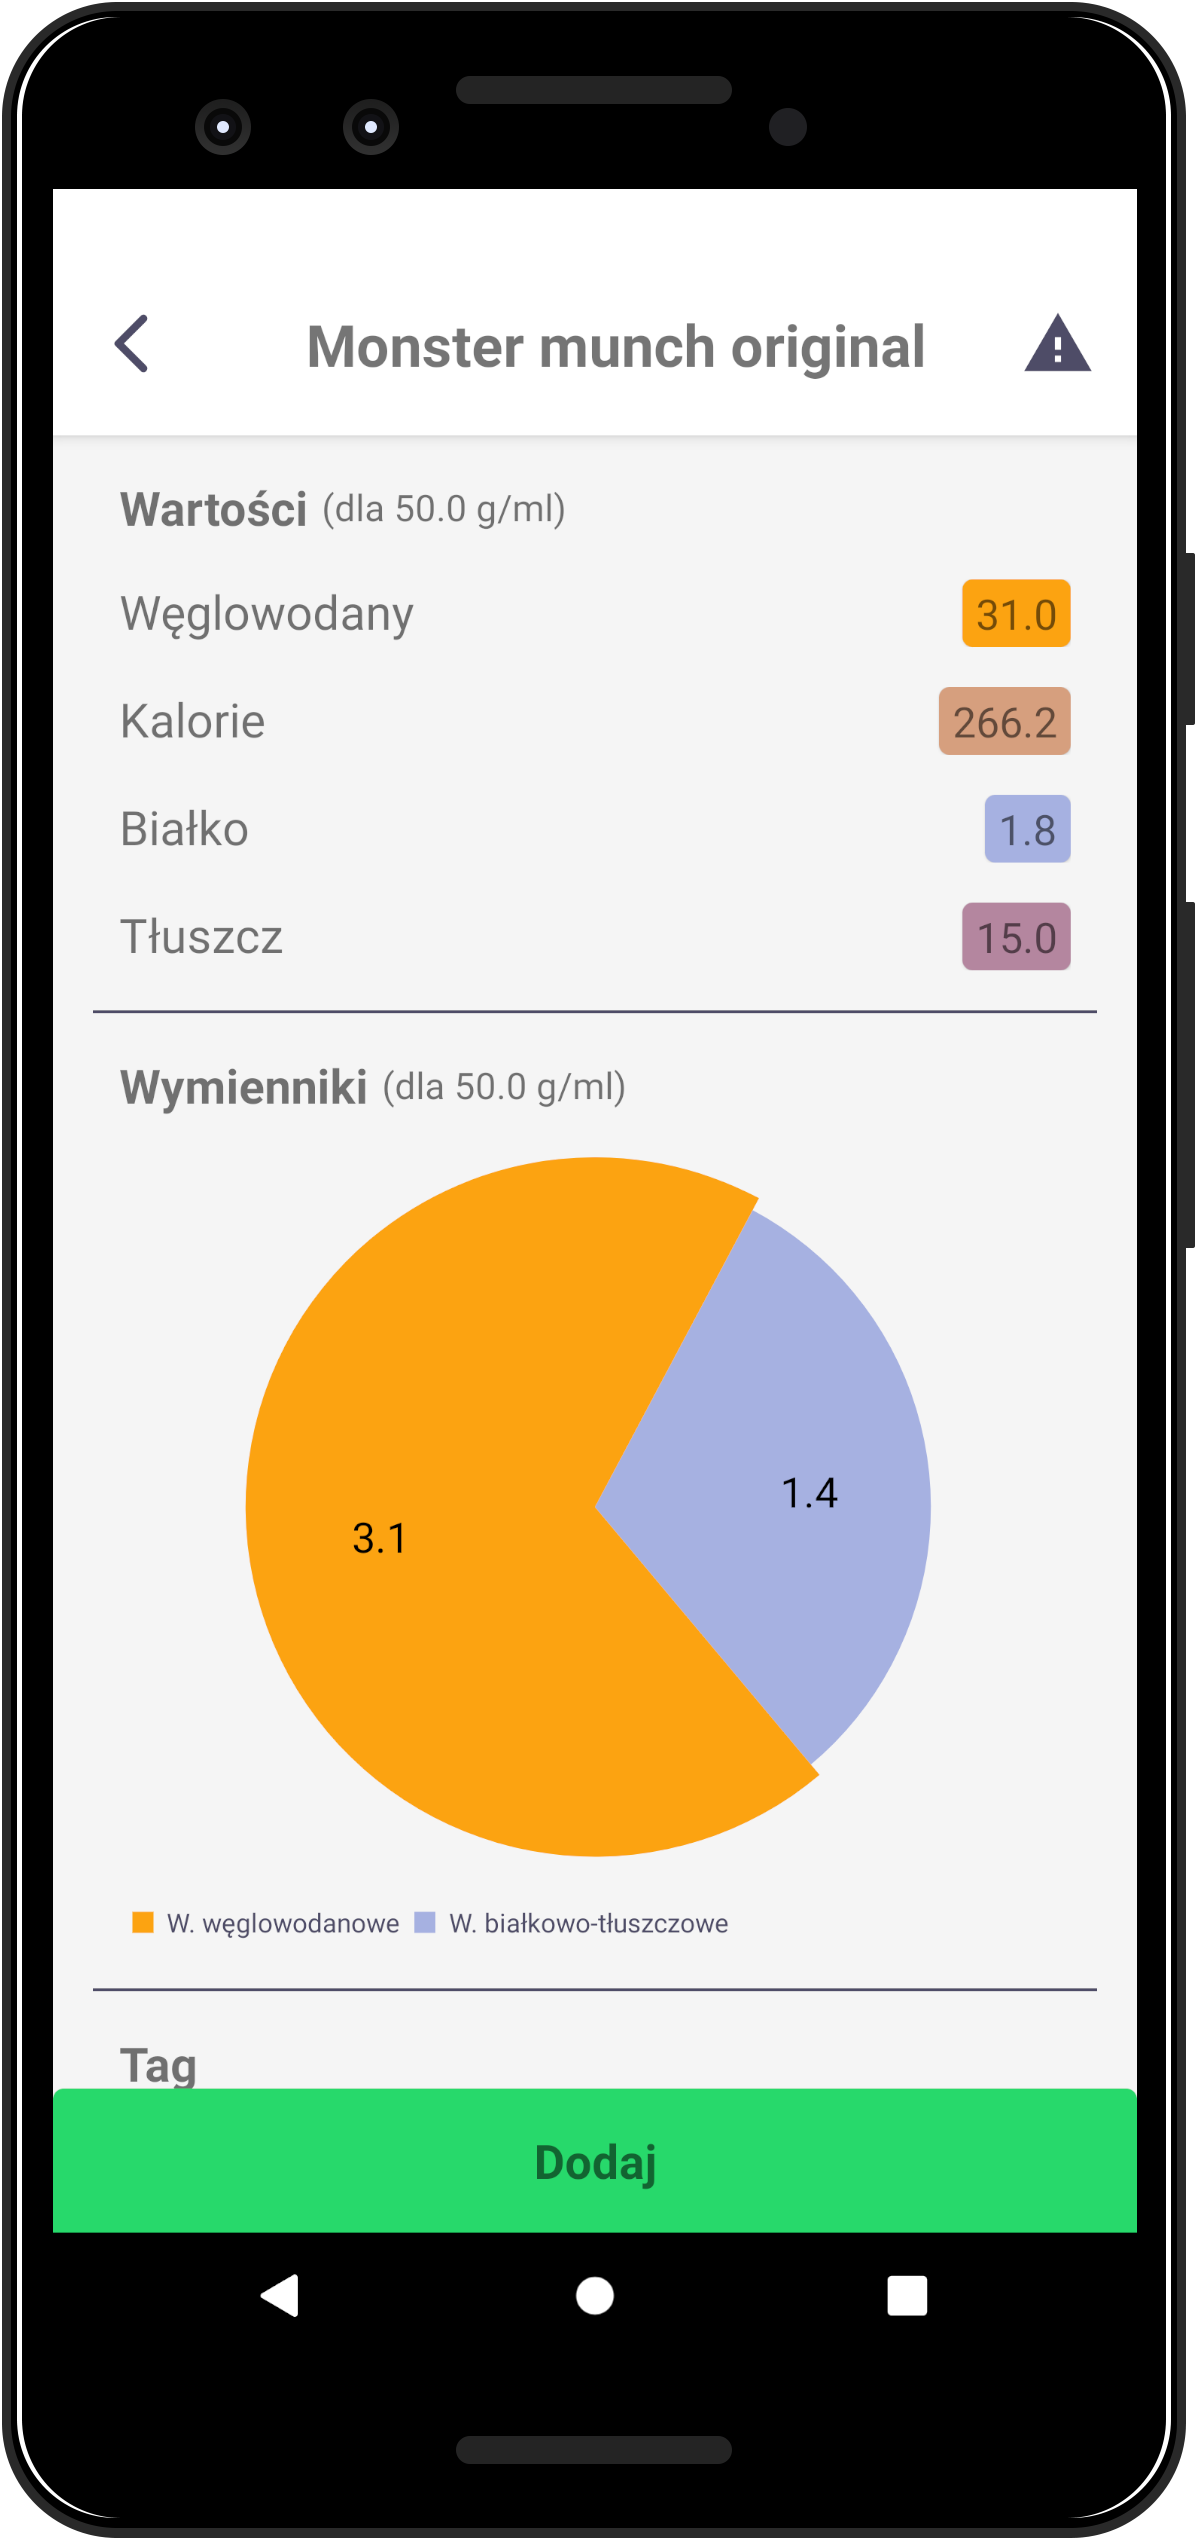 Monster munch original
Wartości (dla 50.0 g/ml)
Węglowodany 31.0
Kalorie 266.2
Białko 1.8
Tłuszcz 15.0
Wymienniki (dla 50.0 g/ml)
1.4
3.1
W. węglowodanowe W. białkowo-tłuszczowe
Tag
Dodaj